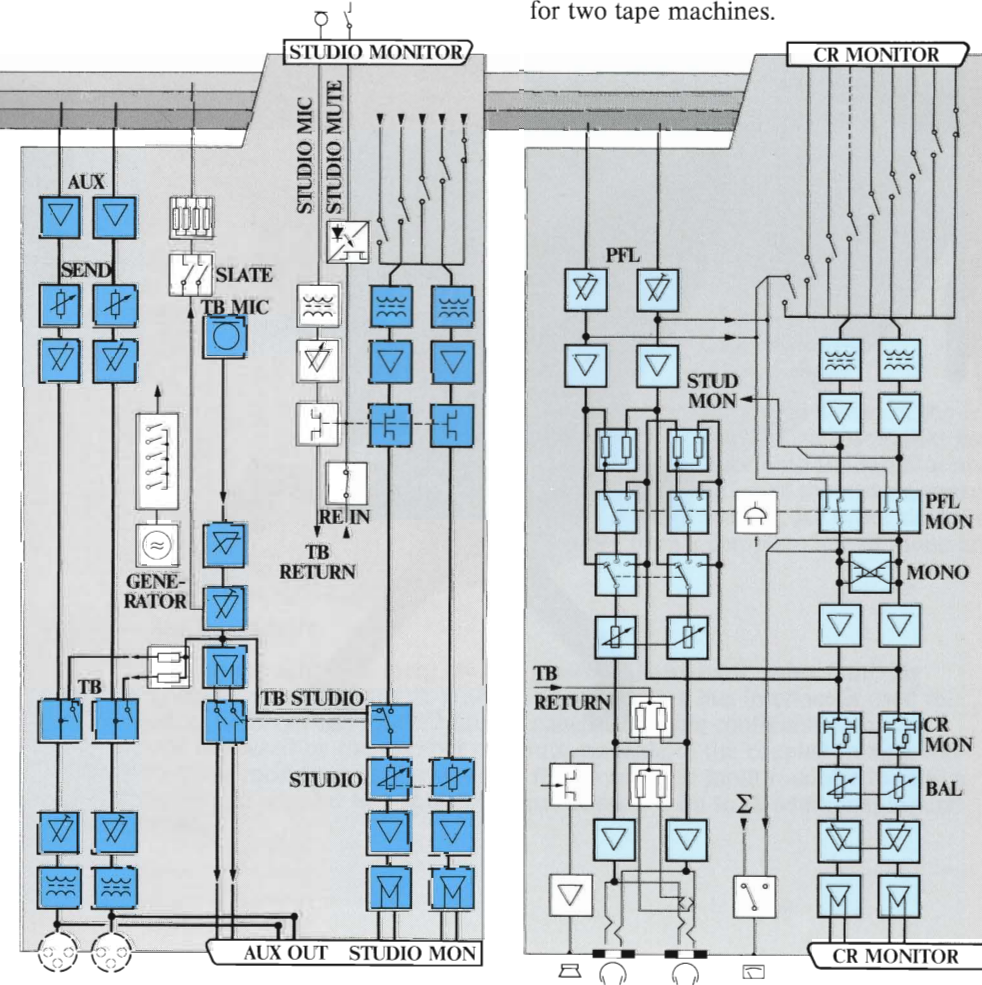 for two tape machines.
STUDIO MONITOR
CR MONITOR
STUDIO MIC
STUDIO MUTE
AUX
SEND
SLATE
TB MIC
PFL
STUD
MON
RE IN
TB
RETURN
GENE-
RATOR
PFL
MON
MONO
TB
TB STUDIO
STUDIO
TB
RETURN
CR
MON
BAL
Σ
AUX OUT STUDIO MON
CR MONITOR